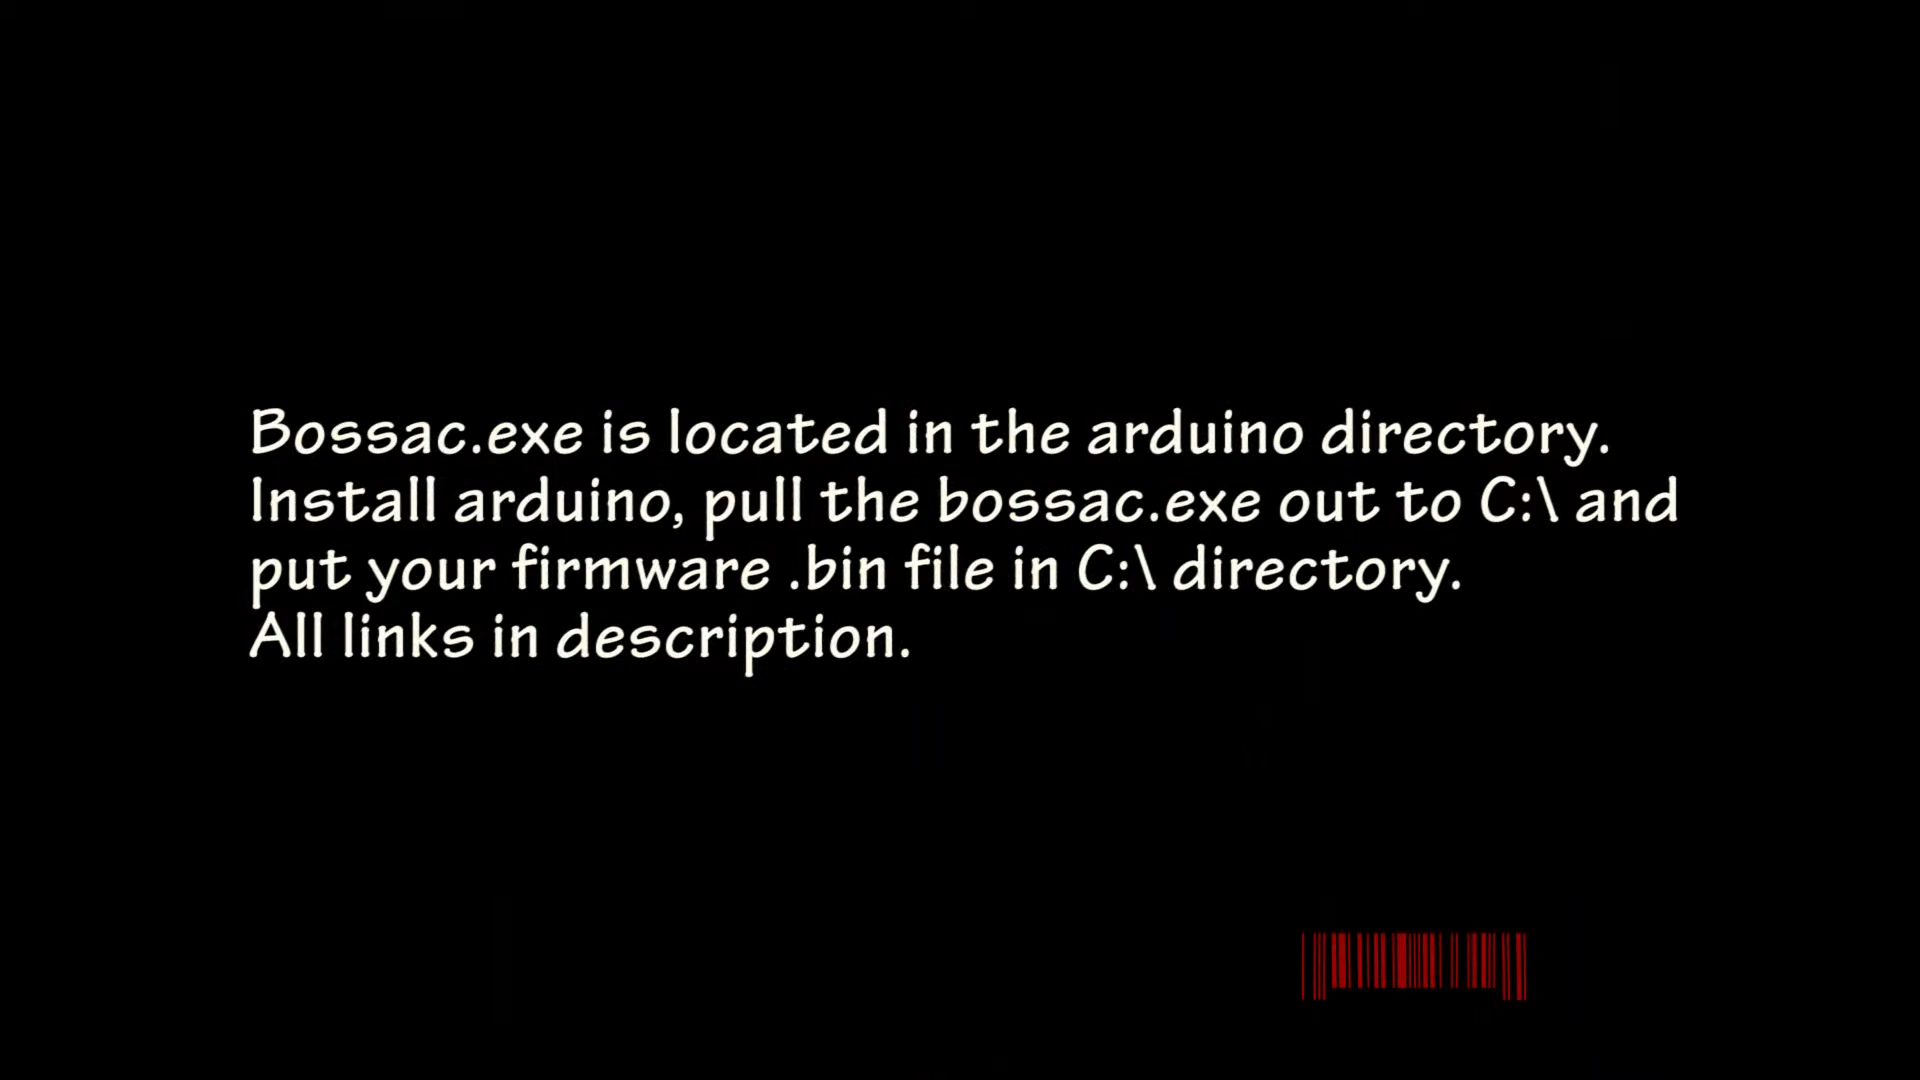 Bossac.exe is located in the arduino directory.
Install arduino, pull the bossac.exe out to C:\ and
put your firmware .bin file in C:\ directory.
All links in description.